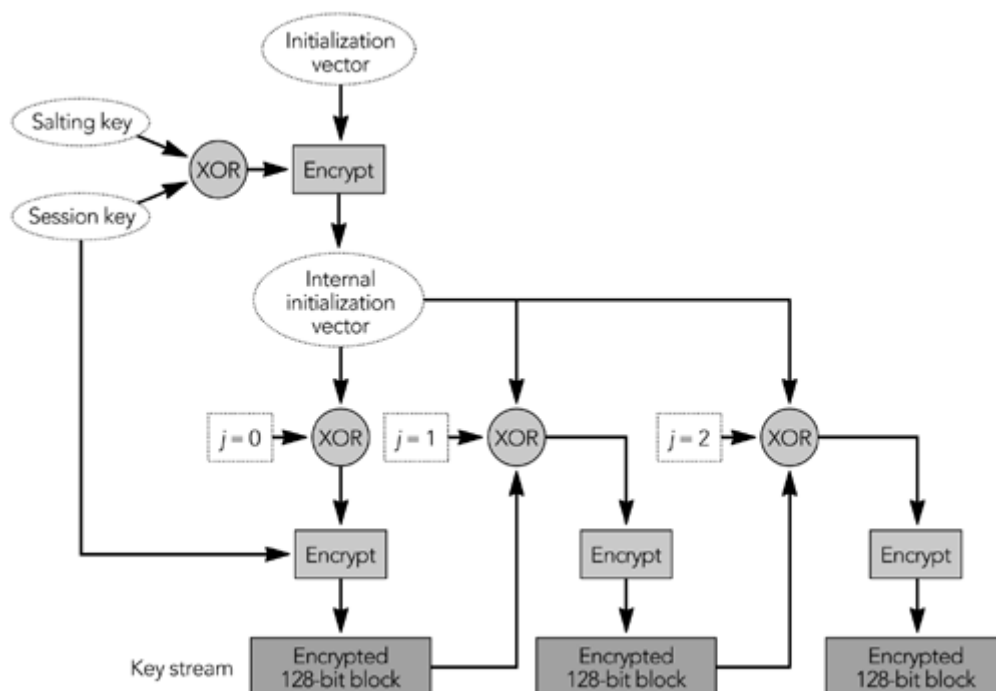 Initialization
vector
Salting key
XOR
Encrypt
Session key
Internal
initialization
vector
j = 0
XOR
j = 1
XOR
j = 2
XOR
Encrypt
Encrypt
Encrypt
Key stream
Encrypted
128-bit block
Encrypted
128-bit block
Encrypted
128-bit block